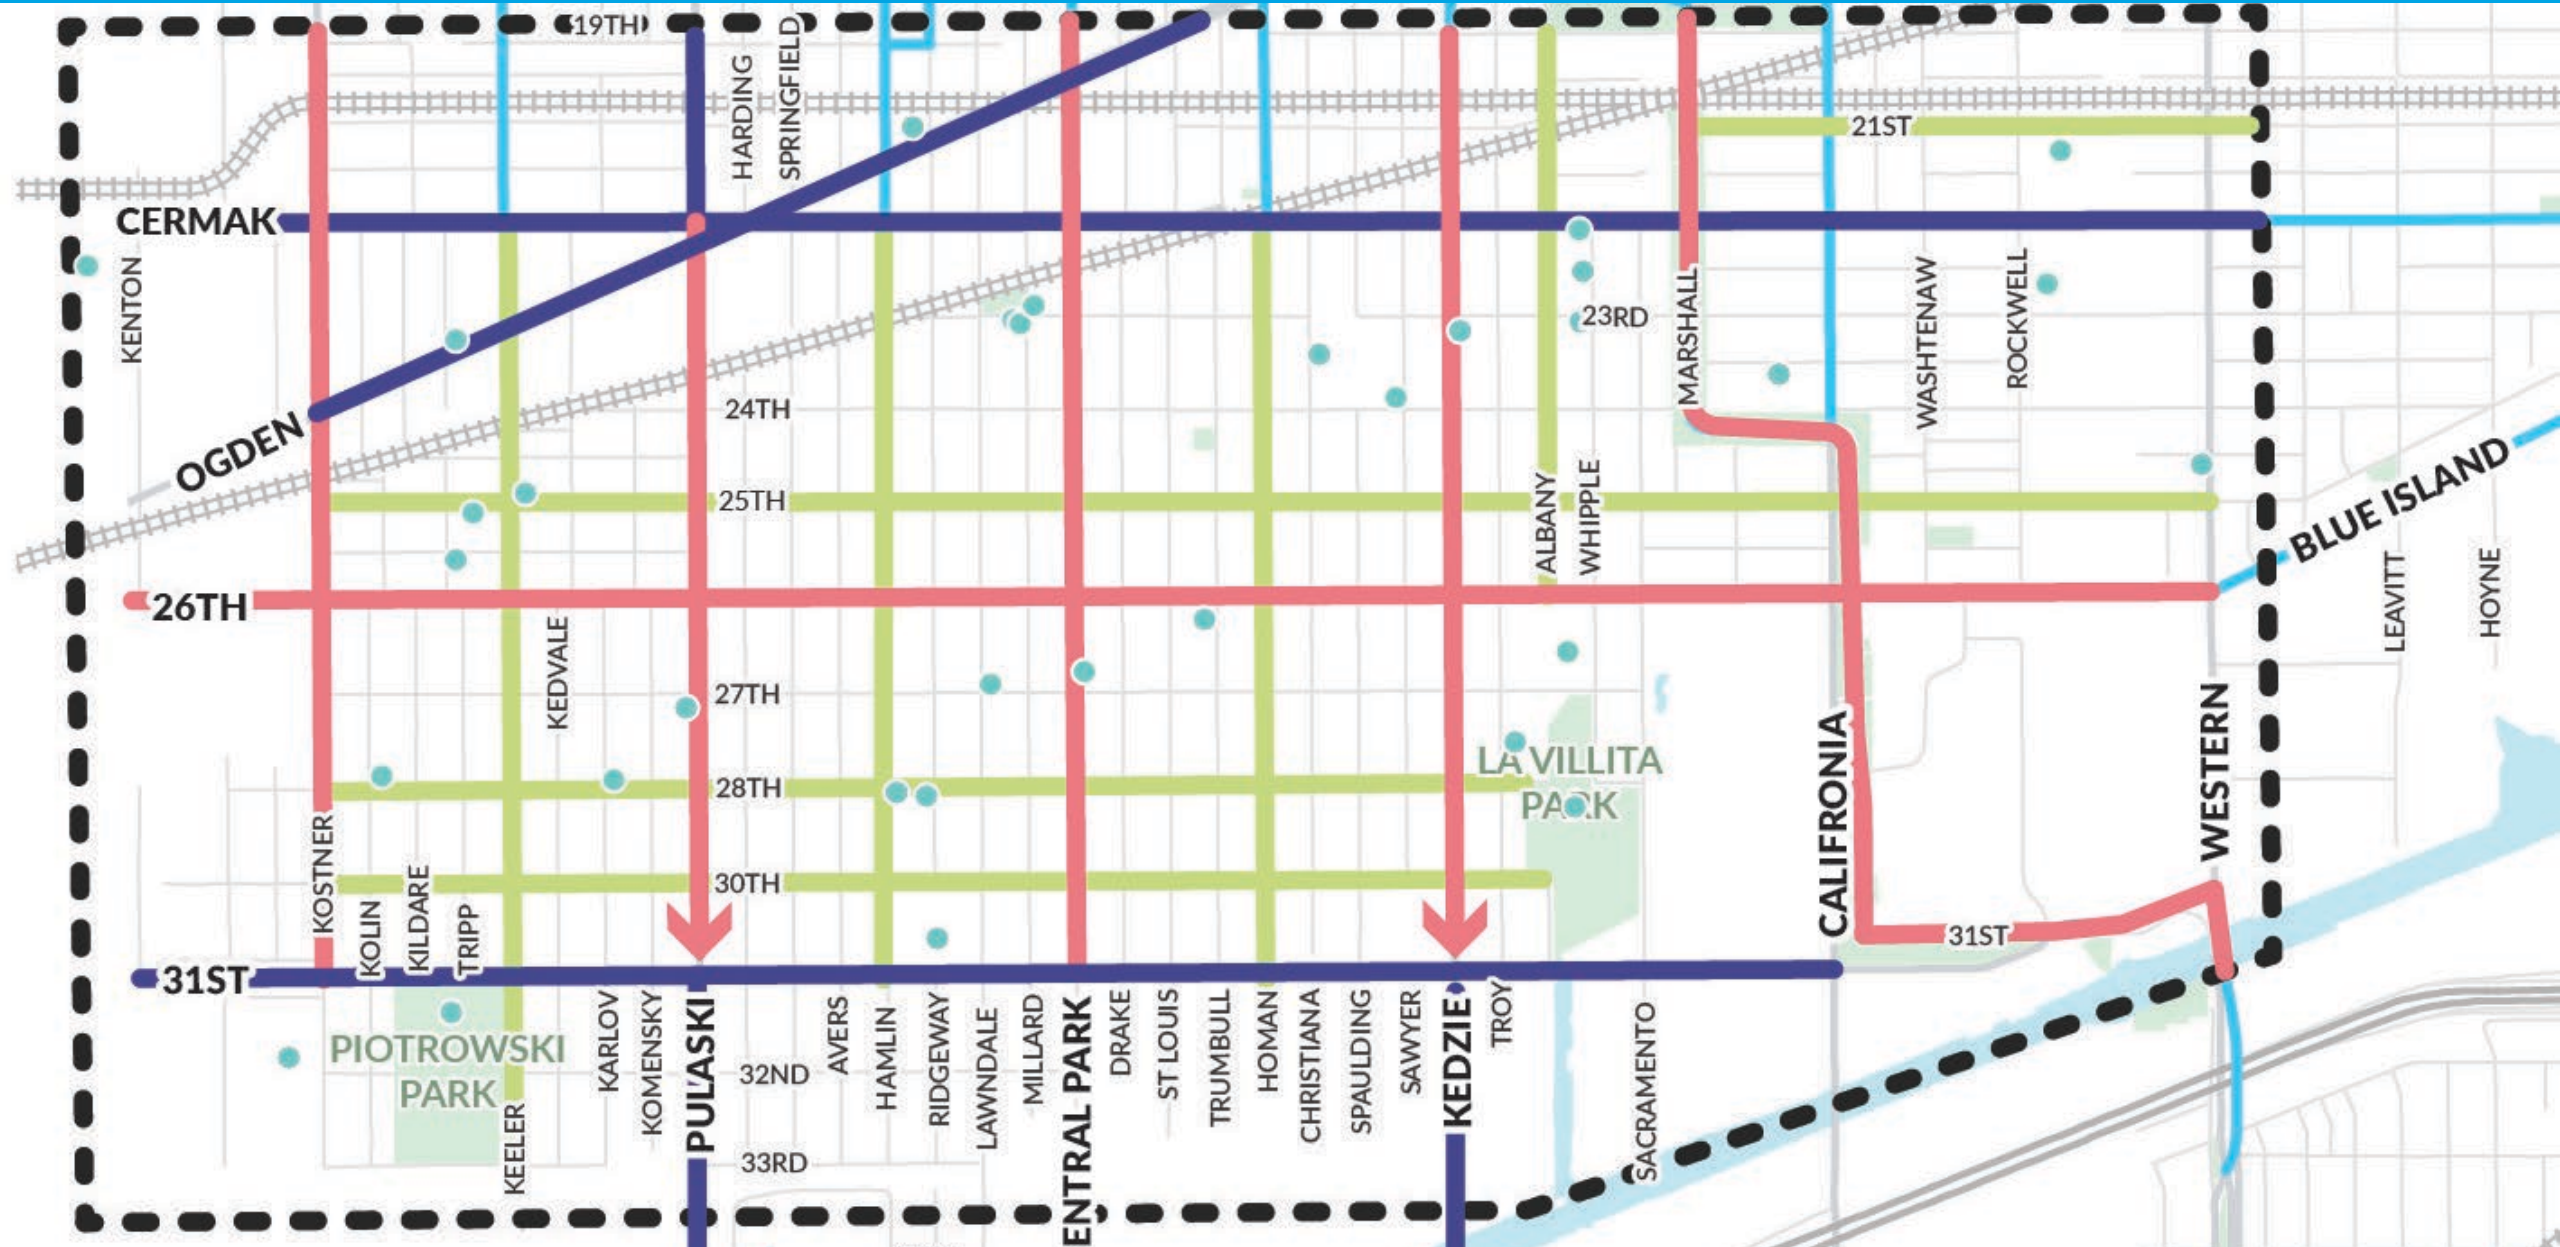 19TH
HARDING
SPRINGFIELD
21ST
CERMAK
KENTON
23RD
MARSHALL
WASHTENAW
ROCKWELL
24TH
OGDEN
25TH
ALBANY
WHIPPLE
BLUE ISLAND
26TH
LEAVITT
HOYNE
KEDVALE
27TH
LA VILLITA
PARK
28TH
CALIFRONIA
WESTERN
KOSTNER
30TH
KOLIN
KILDARE
TRIPP
31ST
31ST
PIOTROWSKI
PARK
KEELER
KARLOV
KOMENSKY
PULASKI
32ND
33RD
AVERS
HAMLIN
RIDGEWAY
LAWNDALE
MILLARD
ENTRAL PARK
DRAKE
ST LOUIS
TRUMBULL
HOMAN
CHRISTIANA
SPAULDING
SAWYER
KEDZIE
TROY
SACRAMENTO